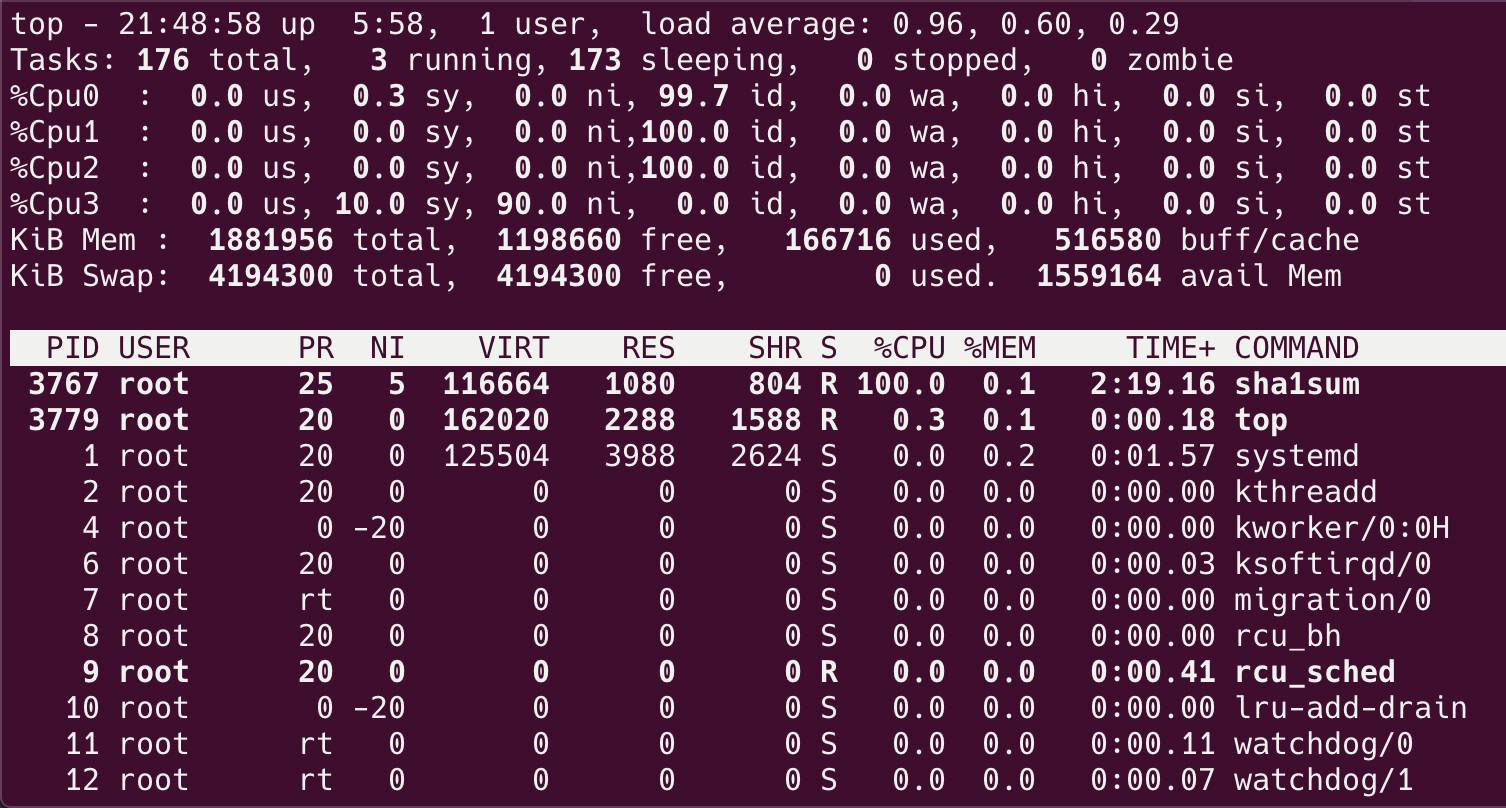 top - 21:48:58 up  5:58,  1 user,  load average: 0.96, 0.60, 0.29
Tasks: 176 total,   3 running, 173 sleeping,   0 stopped,   0 zombie
%Cpu0  :  0.0 us,  0.3 sy,  0.0 ni, 99.7 id,  0.0 wa,  0.0 hi,  0.0 si,  0.0 st
%Cpu1  :  0.0 us,  0.0 sy,  0.0 ni,100.0 id,  0.0 wa,  0.0 hi,  0.0 si,  0.0 st
%Cpu2  :  0.0 us,  0.0 sy,  0.0 ni,100.0 id,  0.0 wa,  0.0 hi,  0.0 si,  0.0 st
%Cpu3  :  0.0 us, 10.0 sy, 90.0 ni,  0.0 id,  0.0 wa,  0.0 hi,  0.0 si,  0.0 st
KiB Mem :  1881956 total,  1198660 free,   166716 used,   516580 buff/cache
KiB Swap:  4194300 total,  4194300 free,        0 used.  1559164 avail Mem
  PID USER      PR  NI    VIRT    RES    SHR S  %CPU %MEM     TIME+ COMMAND
 3767 root      25   5  116664   1080    804 R 100.0  0.1   2:19.16 sha1sum
 3779 root      20   0  162020   2288   1588 R   0.3  0.1   0:00.18 top
    1 root      20   0  125504   3988   2624 S   0.0  0.2   0:01.57 systemd
    2 root      20   0       0      0      0 S   0.0  0.0   0:00.00 kthreadd
    4 root       0 -20       0      0      0 S   0.0  0.0   0:00.00 kworker/0:0H
    6 root      20   0       0      0      0 S   0.0  0.0   0:00.03 ksoftirqd/0
    7 root      rt   0       0      0      0 S   0.0  0.0   0:00.00 migration/0
    8 root      20   0       0      0      0 S   0.0  0.0   0:00.00 rcu_bh
    9 root      20   0       0      0      0 R   0.0  0.0   0:00.41 rcu_sched
   10 root       0 -20       0      0      0 S   0.0  0.0   0:00.00 lru-add-drain
   11 root      rt   0       0      0      0 S   0.0  0.0   0:00.11 watchdog/0
   12 root      rt   0       0      0      0 S   0.0  0.0   0:00.07 watchdog/1